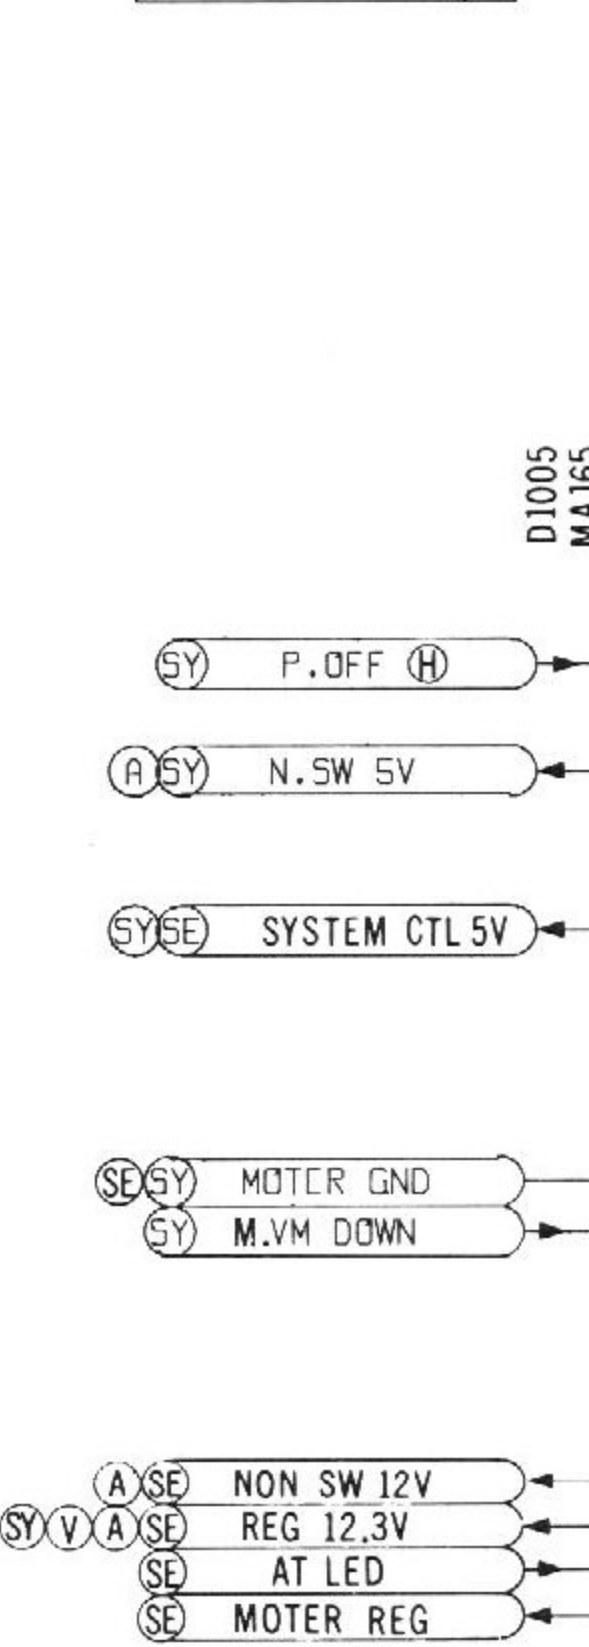 D1005
MA165
SY P.OFF H
A SY N.SW 5V
SY SE SYSTEM CTL 5V
SE SY MOTER GND
SY M.VM DOWN
A SE NON SW 12V
SY V A SE REG 12.3V
SE AT LED
SE MOTER REG